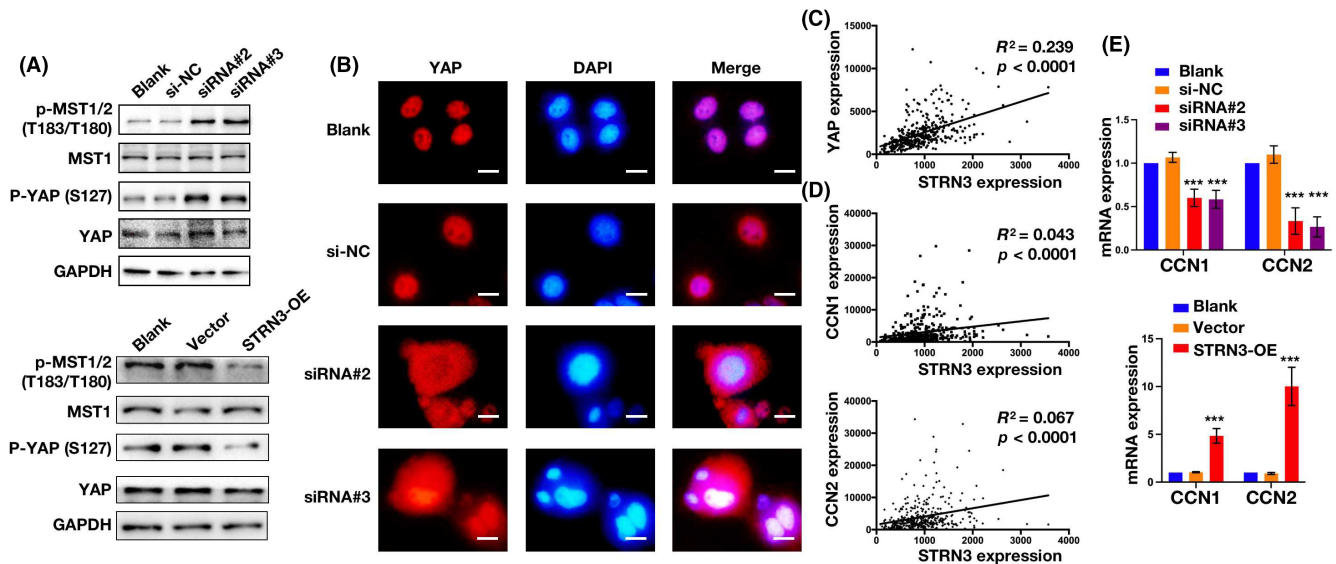 (A)
Blank
si-NC
siRNA#2
siRNA#3
p-MST1/2
(T183/T180)
MST1
P-YAP (S127)
YAP
GAPDH
Blank
Vector
STRN3-OE
p-MST1/2
(T183/T180)
MST1
P-YAP (S127)
YAP
GAPDH
(B)
YAP
DAPI
Merge
Blank
si-NC
siRNA#2
siRNA#3
(C)
YAP expression
15000
10000
5000
0
R² = 0.239
p < 0.0001
0
1000
2000
3000
4000
STRN3 expression
(D)
CCN1 expression
40000
30000
20000
10000
0
R² = 0.043
p < 0.0001
0
1000
2000
3000
4000
STRN3 expression
CCN2 expression
40000
30000
20000
10000
0
R² = 0.067
p < 0.0001
0
1000
2000
3000
4000
STRN3 expression
(E)
Blank
si-NC
siRNA#2
siRNA#3
mRNA expression
1.5
1.0
0.5
0.0
*** ***
*** ***
CCN1
CCN2
Blank
Vector
STRN3-OE
mRNA expression
15
10
5
0
***
***
CCN1
CCN2